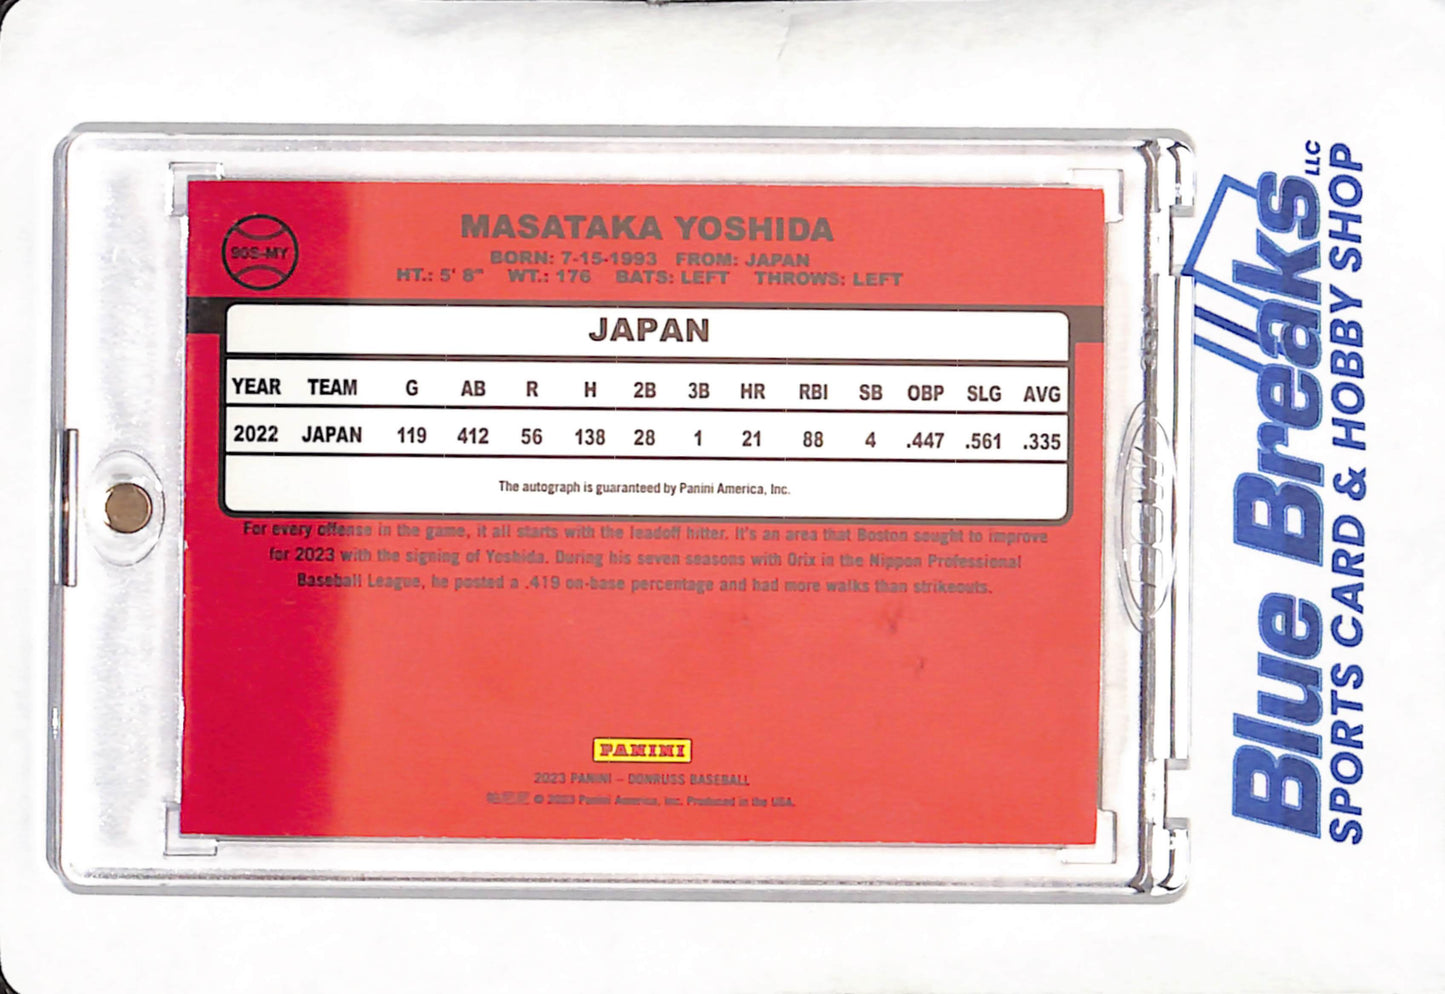 90S-MY
MASATAKA YOSHIDA
BORN: 7-15-1993 FROM: JAPAN
HT.: 5' 8" WT.: 176 BATS: LEFT THROWS: LEFT
JAPAN
YEAR TEAM G AB R H 2B 3B HR RBI SB OBP SLG AVG
2022 JAPAN 119 412 56 138 28 1 21 88 4 .447 .561 .335
The autograph is guaranteed by Panini America, Inc.
For every offense in the game, it all starts with the leadoff hitter. It's an area that Boston sought to improve
for 2023 with the signing of Yoshida. During his seven seasons with Orix in the Nippon Professional
Baseball League, he posted a .419 on-base percentage and had more walks than strikeouts.
PANINI
2023 PANINI – DONRUSS BASEBALL
© 2023 Panini America, Inc. Produced in the USA.
Blue Breaks LLC
SPORTS CARD & HOBBY SHOP